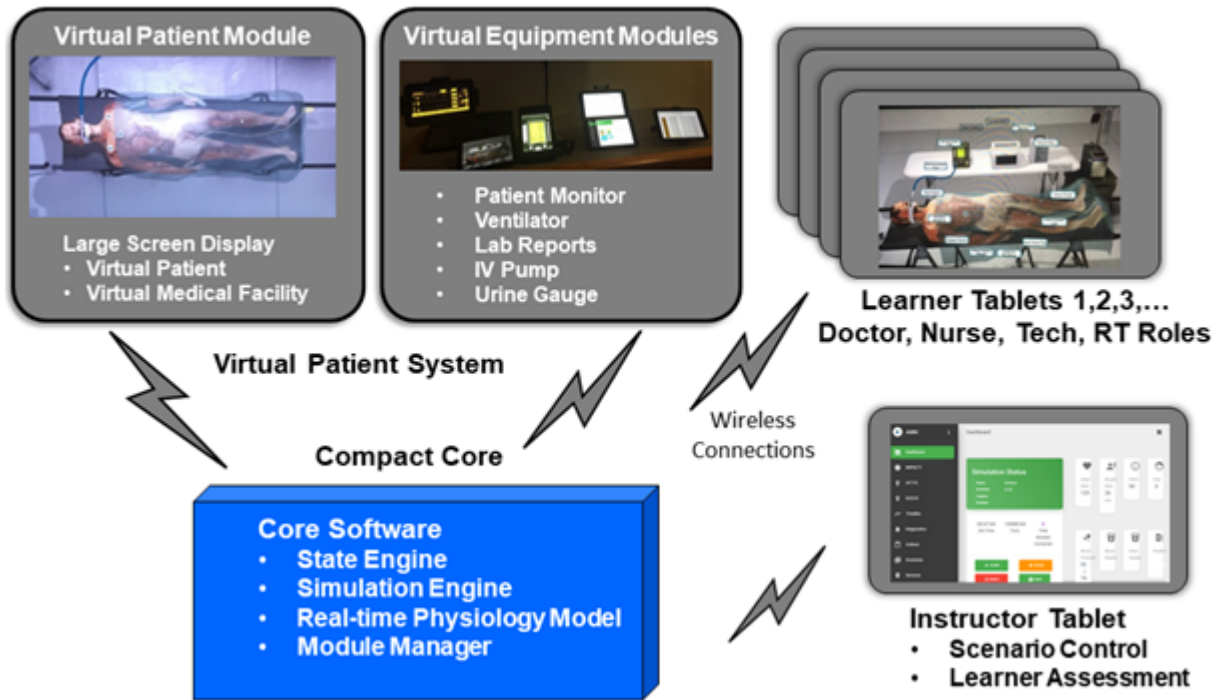 Virtual Patient Module
Large Screen Display
• Virtual Patient
• Virtual Medical Facility
Virtual Equipment Modules
• Patient Monitor
• Ventilator
• Lab Reports
• IV Pump
• Urine Gauge
Learner Tablets 1,2,3,...
Doctor, Nurse, Tech, RT Roles
Virtual Patient System
Wireless
Connections
Compact Core
Core Software
• State Engine
• Simulation Engine
• Real-time Physiology Model
• Module Manager
Dashboard
Simulation Status
Instructor Tablet
• Scenario Control
• Learner Assessment